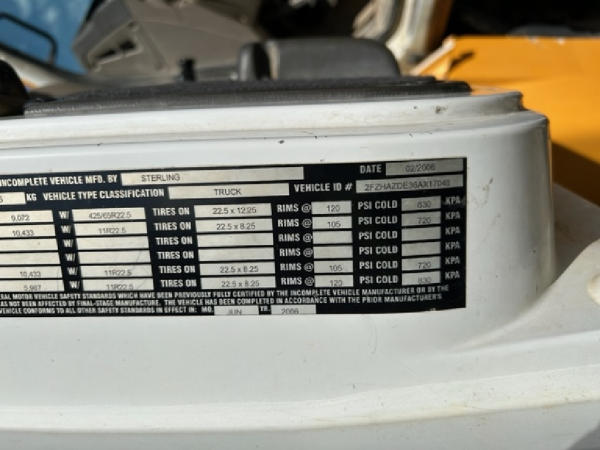 INCOMPLETE VEHICLE MFD. BY STERLING DATE 02/2006
KG VEHICLE TYPE CLASSIFICATION TRUCK VEHICLE ID # 2FZHAZDE36AX17048
9,072 W/ 425/65R22.5 TIRES ON 22.5 x 12.25 RIMS @ 120 PSI COLD 830 KPA
10,433 W/ 11R22.5 TIRES ON 22.5 x 8.25 RIMS @ 105 PSI COLD 720 KPA
W/ TIRES ON RIMS @ PSI COLD KPA
W/ TIRES ON RIMS @ PSI COLD KPA
10,433 W/ 11R22.5 TIRES ON 22.5 x 8.25 RIMS @ 105 PSI COLD 720 KPA
5,987 W/ 11R22.5 TIRES ON 22.5 x 8.25 RIMS @ 120 PSI COLD 830 KPA
MOTOR VEHICLE SAFETY STANDARDS WHICH HAVE BEEN PREVIOUSLY FULLY CERTIFIED BY THE INCOMPLETE VEHICLE MANUFACTURER OR BY THE
NOT BEEN AFFECTED BY FINAL-STAGE MANUFACTURER. THE VEHICLE HAS BEEN COMPLETED IN ACCORDANCE WITH THE PRIOR MANUFACTURERS
VEHICLE CONFORMS TO ALL OTHER SAFETY STANDARDS IN EFFECT IN: MO. JUN YR. 2006